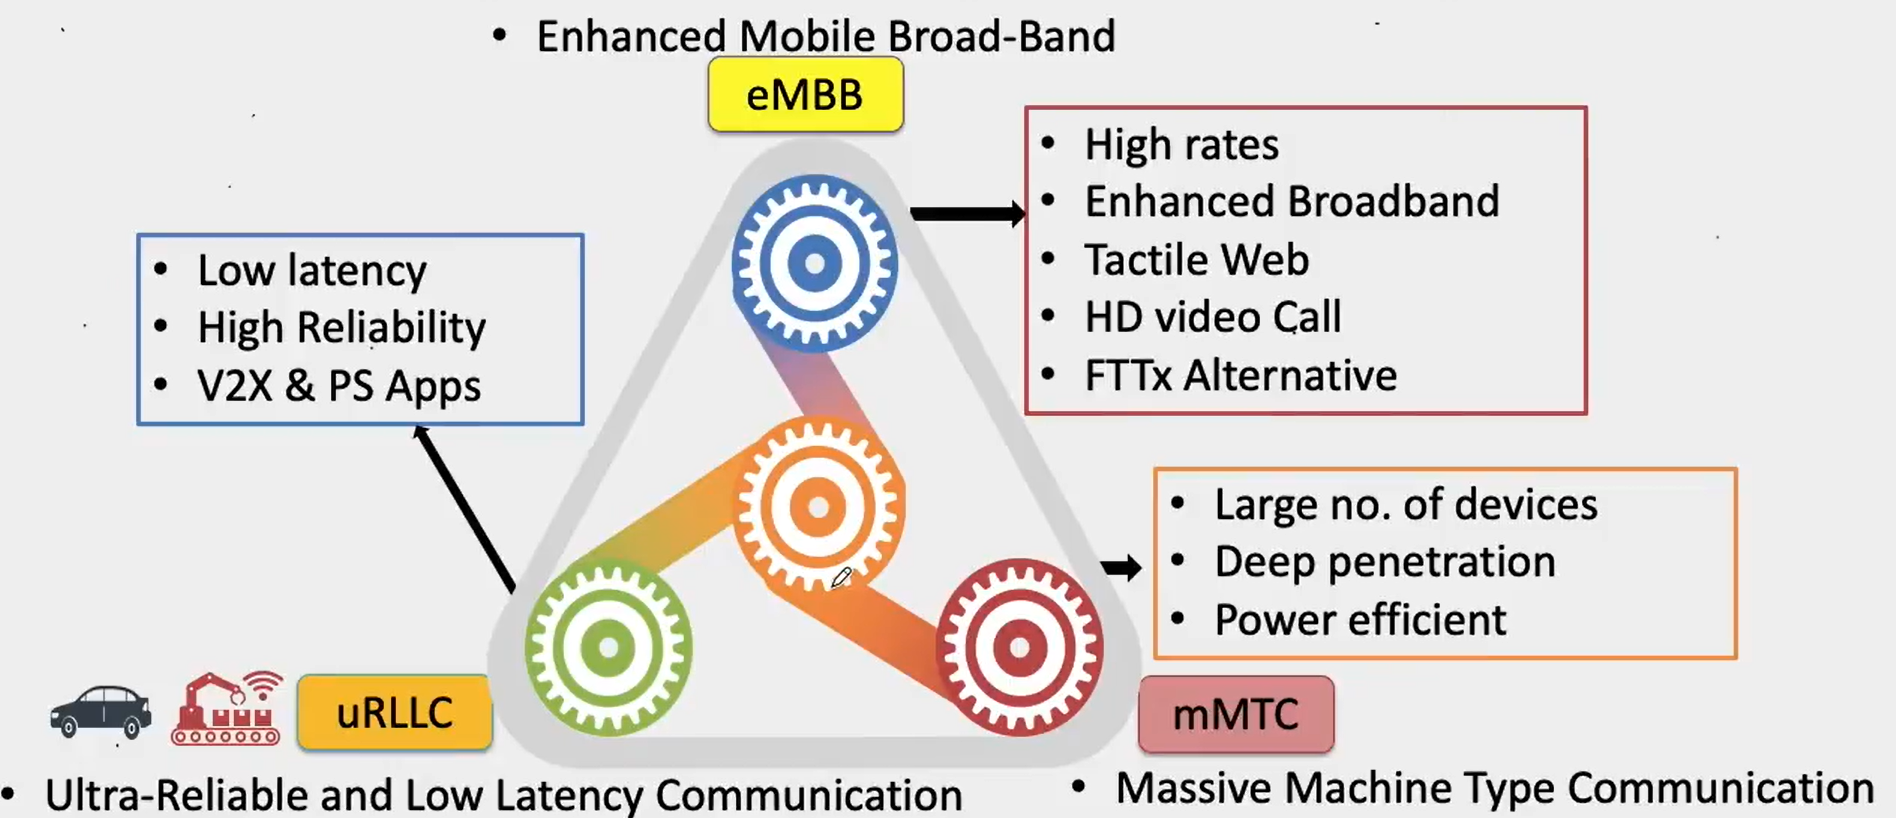 • Enhanced Mobile Broad-Band
eMBB
• High rates
• Enhanced Broadband
• Tactile Web
• HD video Call
• FTTx Alternative
• Low latency
• High Reliability
• V2X & PS Apps
• Large no. of devices
• Deep penetration
• Power efficient
uRLLC
mMTC
• Ultra-Reliable and Low Latency Communication
• Massive Machine Type Communication